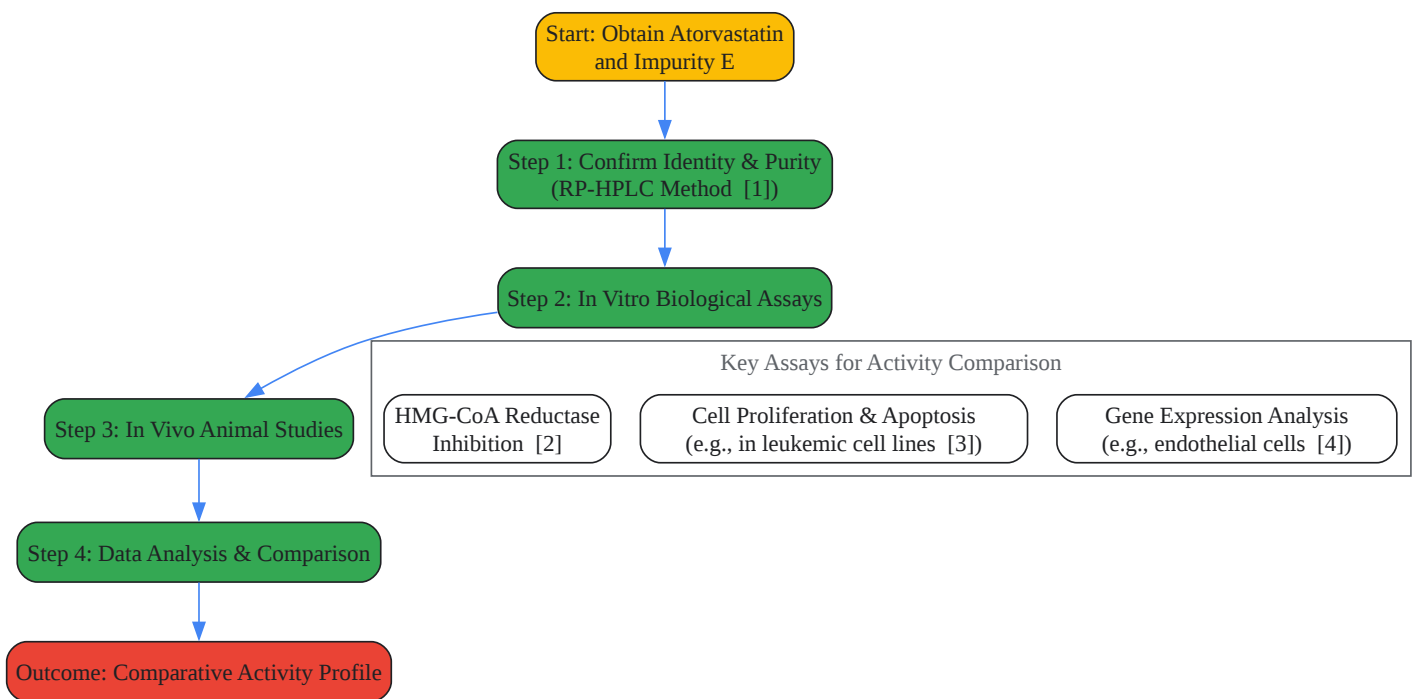 Start: Obtain Atorvastatin
and Impurity E
Step 1: Confirm Identity & Purity
(RP-HPLC Method [1])
Step 2: In Vitro Biological Assays
Key Assays for Activity Comparison
HMG-CoA Reductase
Inhibition [2]
Cell Proliferation & Apoptosis
(e.g., in leukemic cell lines [3])
Gene Expression Analysis
(e.g., endothelial cells [4])
Step 3: In Vivo Animal Studies
Step 4: Data Analysis & Comparison
Outcome: Comparative Activity Profile